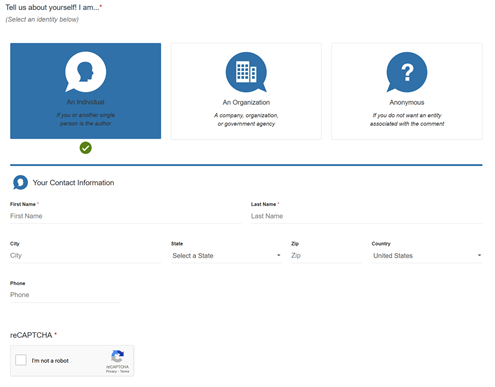 Tell us about yourself! I am...*
(Select an identity below)
An Individual
If you or another single
person is the author
An Organization
A company, organization,
or government agency
?
Anonymous
If you do not want an entity
associated with the comment
Your Contact Information
First Name *
First Name
Last Name *
Last Name
City
City
State
Select a State
Zip
Zip
Country
United States
Phone
Phone
reCAPTCHA *
I'm not a robot
reCAPTCHA
Privacy - Terms